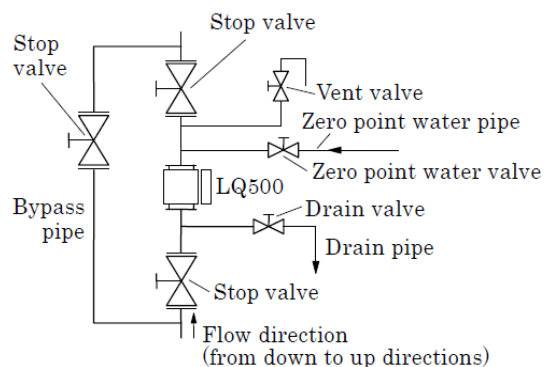 Stop
valve
Stop valve
Vent valve
Zero point water pipe
Zero point water valve
LQ500
Bypass
pipe
Drain valve
Drain pipe
Stop valve
Flow direction
(from down to up directions)